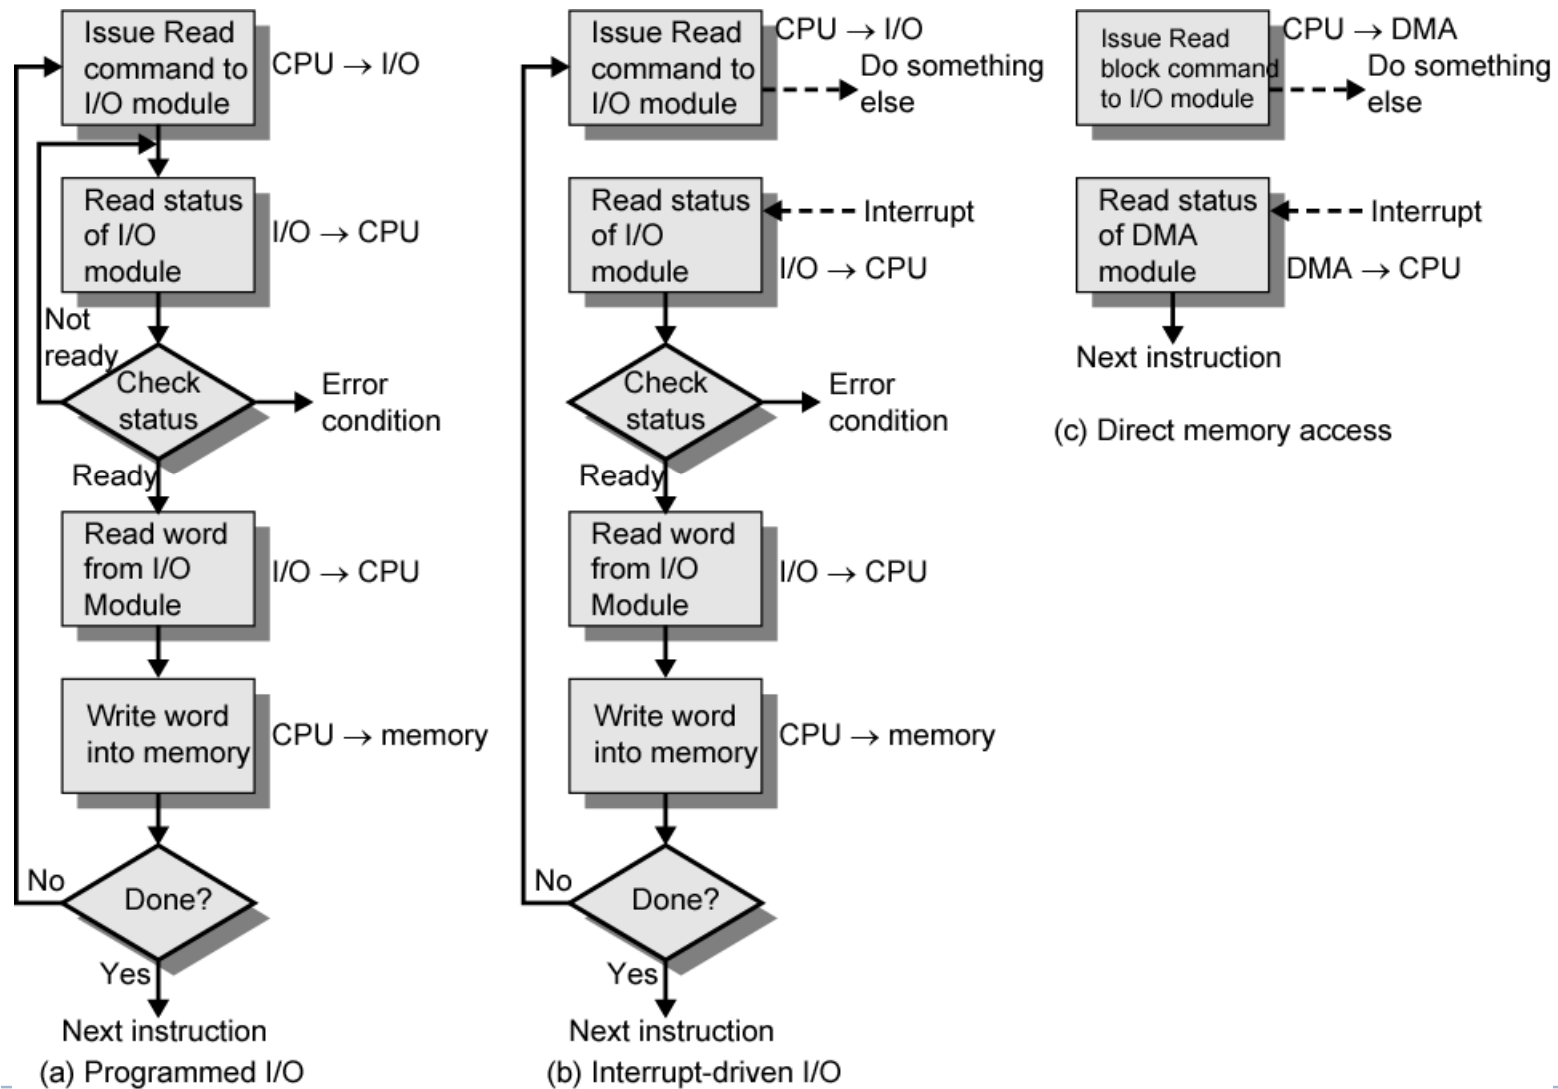 Issue Read
command to
I/O module
CPU → I/O
Read status
of I/O
module
I/O → CPU
Not
ready
Check
status
Error
condition
Ready
Read word
from I/O
Module
I/O → CPU
Write word
into memory
CPU → memory
No
Done?
Yes
Next instruction
(a) Programmed I/O
Issue Read
command to
I/O module
CPU → I/O
Do something
else
Read status
of I/O
module
Interrupt
I/O → CPU
Check
status
Error
condition
Ready
Read word
from I/O
Module
I/O → CPU
Write word
into memory
CPU → memory
No
Done?
Yes
Next instruction
(b) Interrupt-driven I/O
Issue Read
block command
to I/O module
CPU → DMA
Do something
else
Read status
of DMA
module
Interrupt
DMA → CPU
Next instruction
(c) Direct memory access